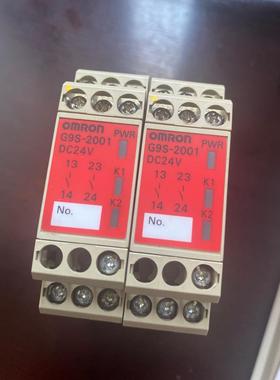 OMRON
G9S-2001
DC24V
PWR
13 23
K1
14 24
K2
No.
OMRON
G9S-2001
DC24V
PWR
13 23
K1
14 24
K2
No.